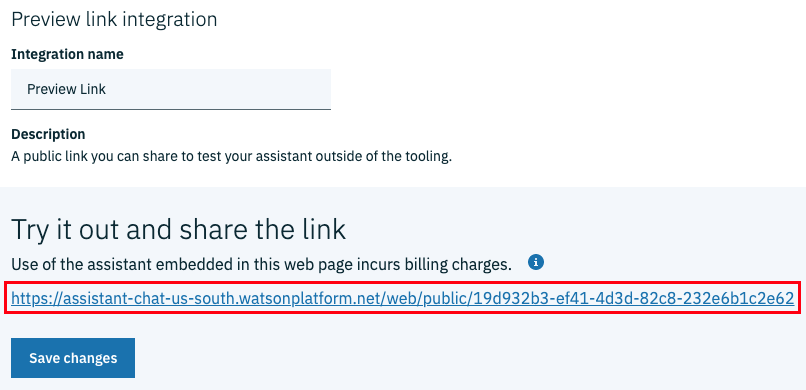 Preview link integration
Integration name
Preview Link
Description
A public link you can share to test your assistant outside of the tooling.
Try it out and share the link
Use of the assistant embedded in this web page incurs billing charges.
https://assistant-chat-us-south.watsonplatform.net/web/public/19d932b3-ef41-4d3d-82c8-232e6b1c2e62
Save changes